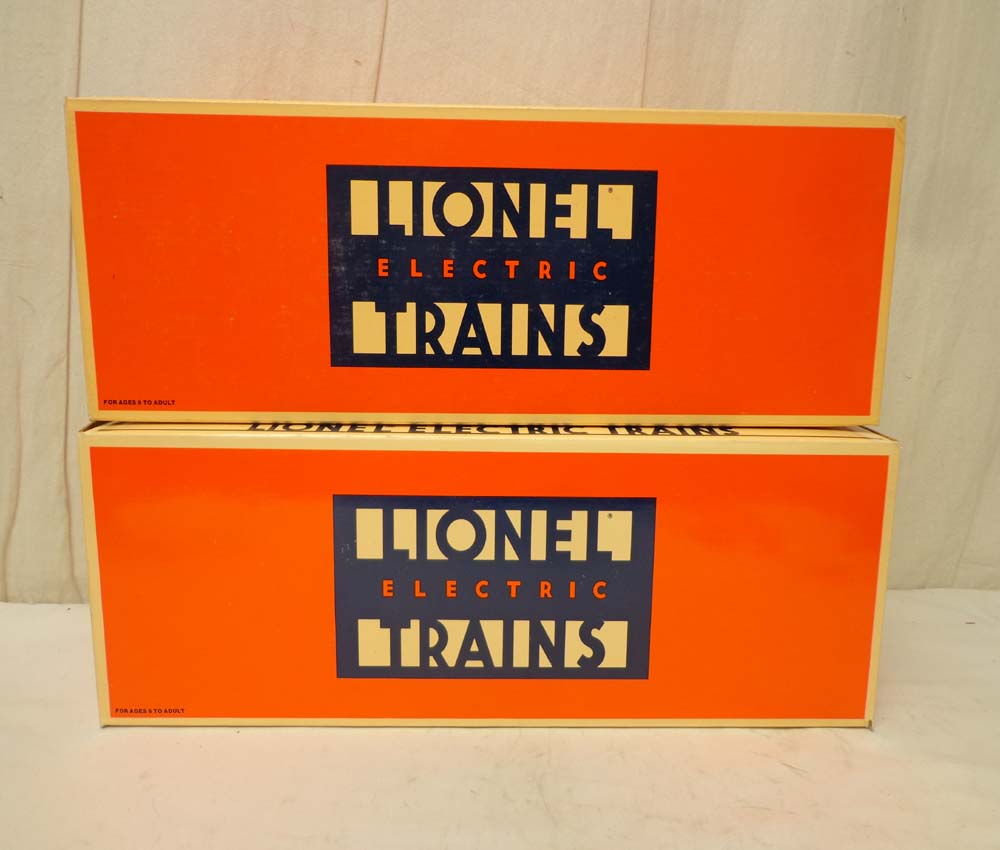 LIONEL®
ELECTRIC
TRAINS
FOR AGES 8 TO ADULT
LIONEL ELECTRIC TRAINS
LIONEL®
ELECTRIC
TRAINS
FOR AGES 8 TO ADULT